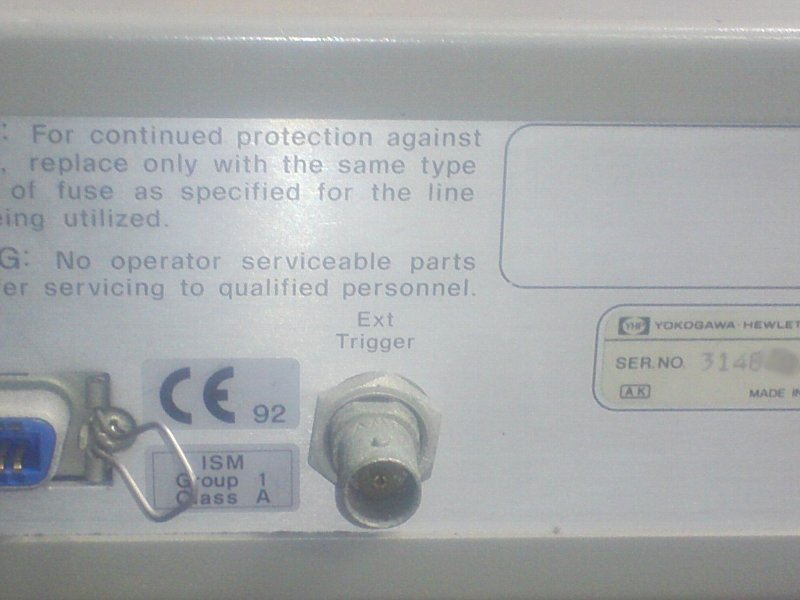 : For continued protection against
, replace only with the same type
of fuse as specified for the line
eing utilized.
G: No operator serviceable parts
er servicing to qualified personnel.
Ext
Trigger
CE 92
ISM
Group 1
Class A
YHP YOKOGAWA-HEWLET
SER.NO. 3148
AK MADE IN